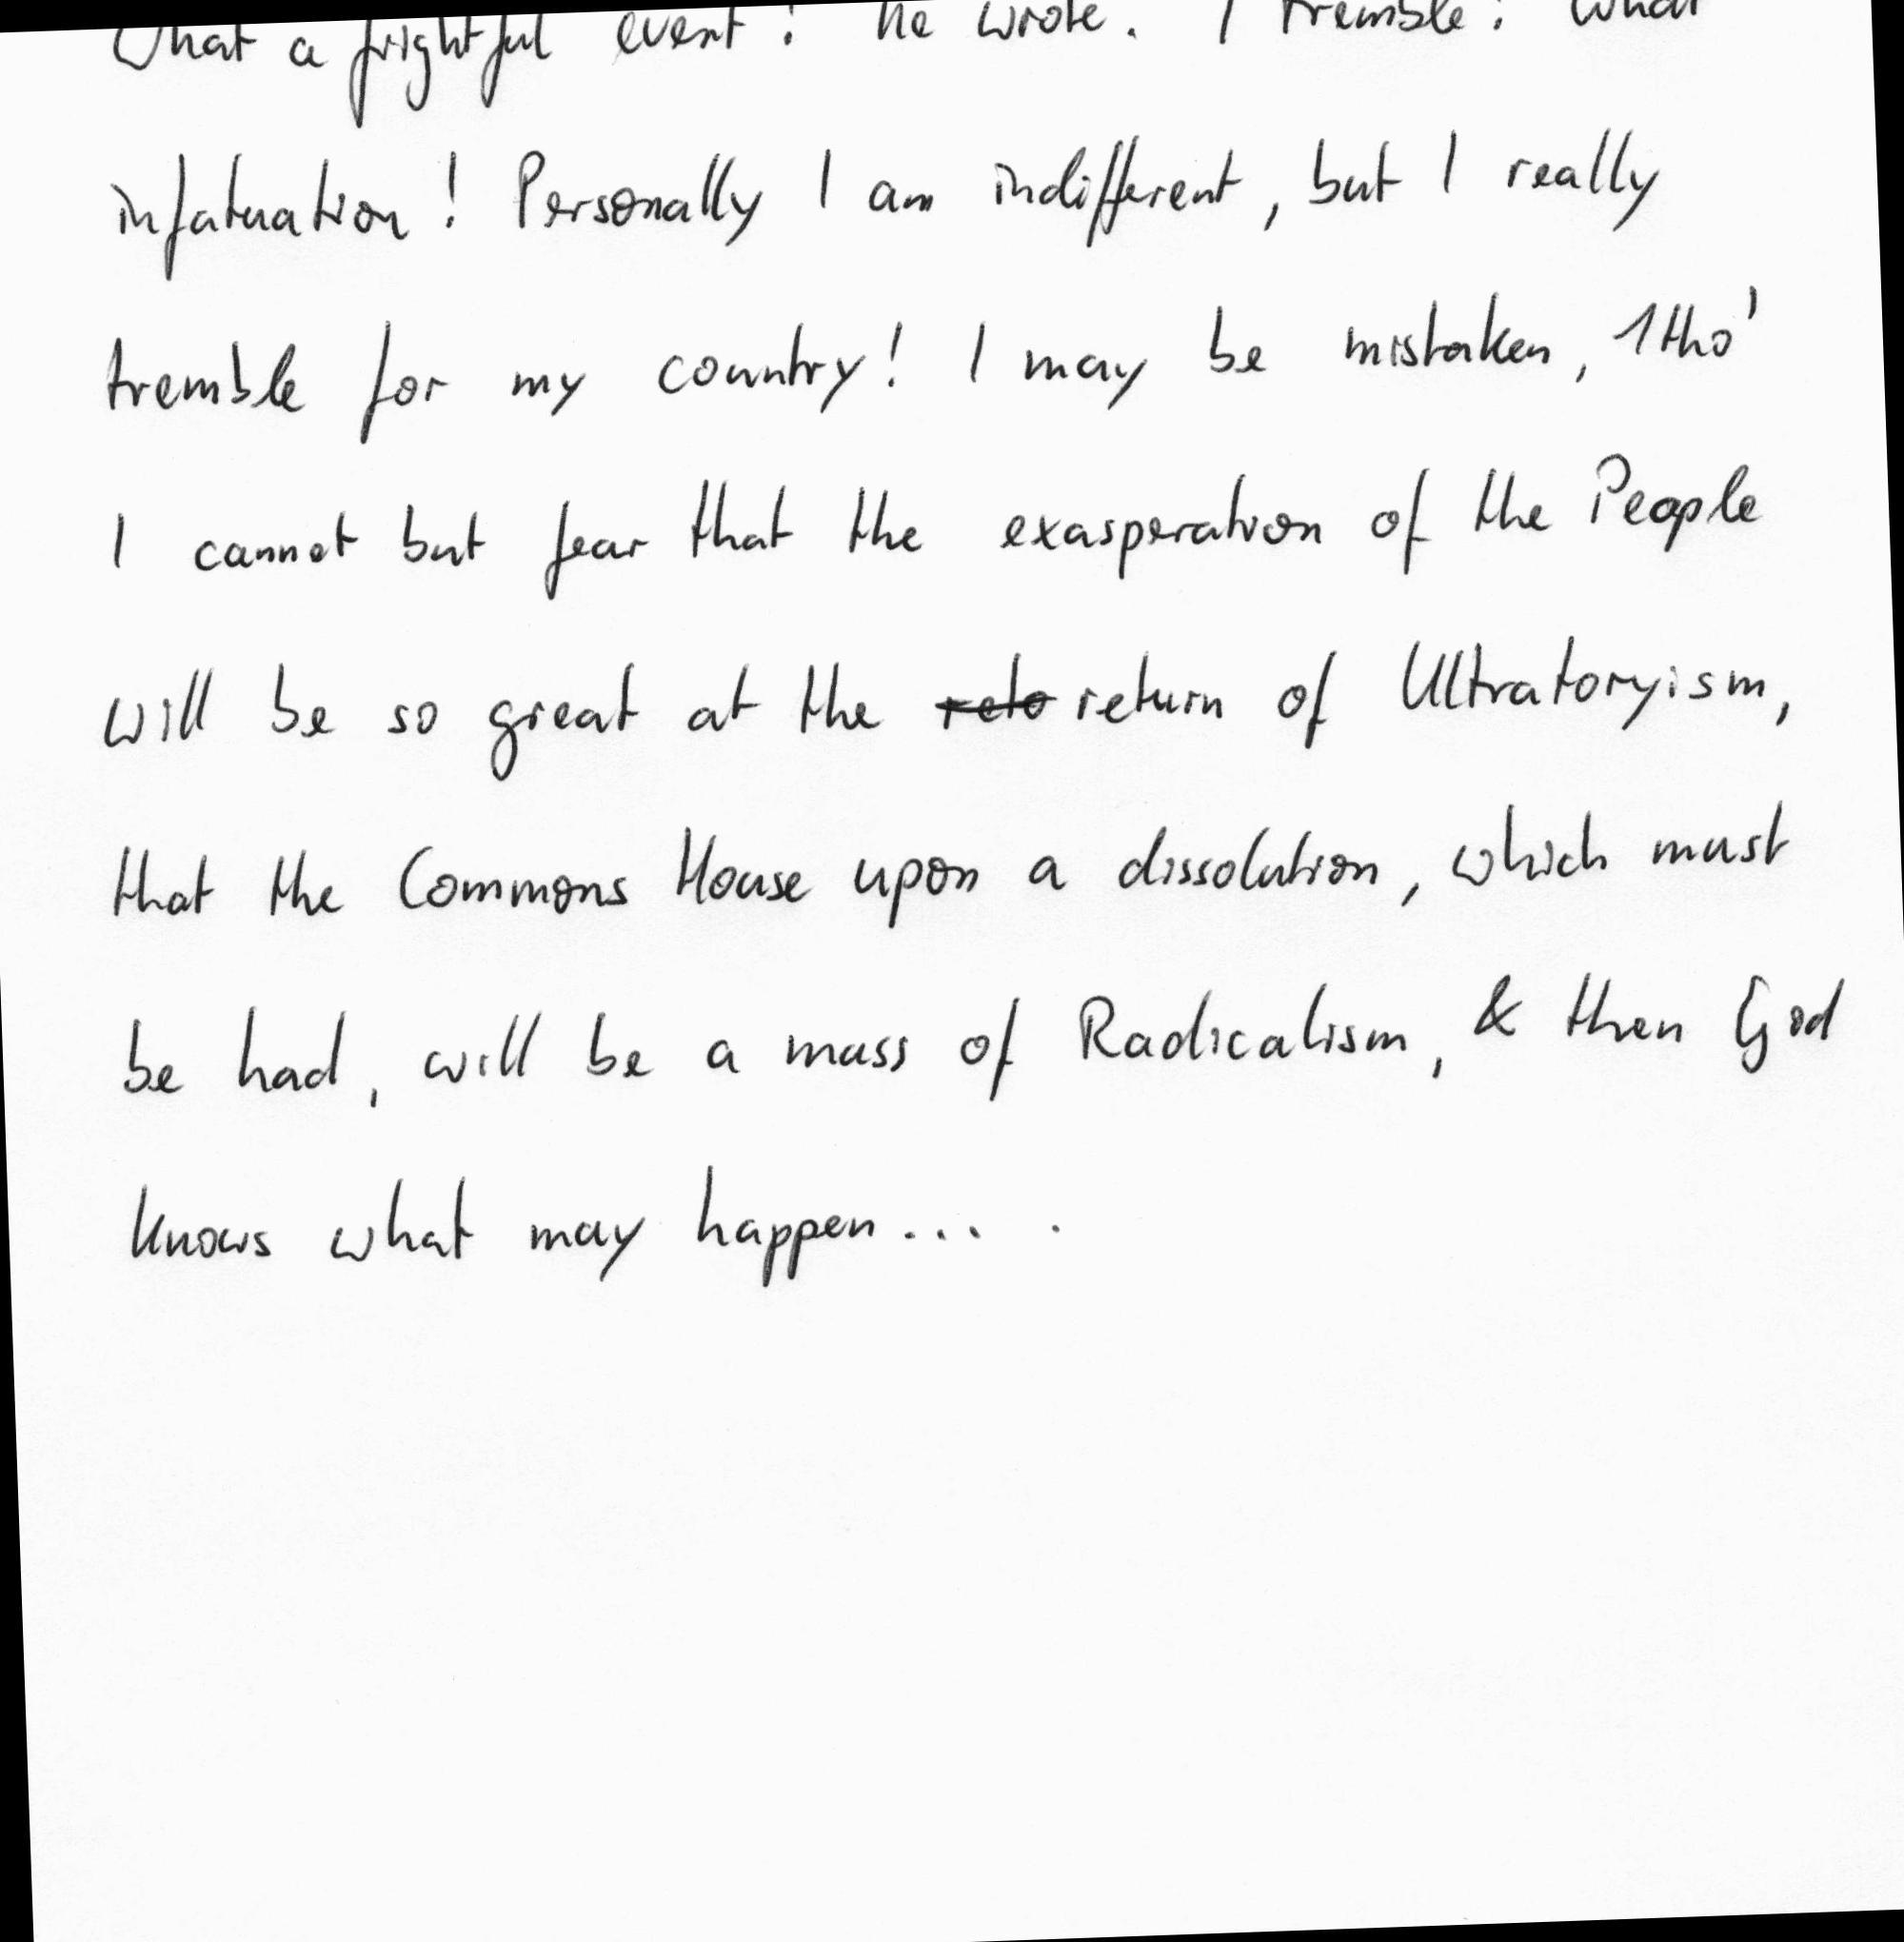 What a frightful event! he wrote. I tremble! What
infatuation! Personally I am indifferent, but I really
tremble for my country! I may be mistaken, 1tho'
I cannot but fear that the exasperation of the People
will be so great at the reto return of Ultratoryism,
that the Commons House upon a dissolution, which must
be had, will be a mass of Radicalism, & then God
knows what may happen... .